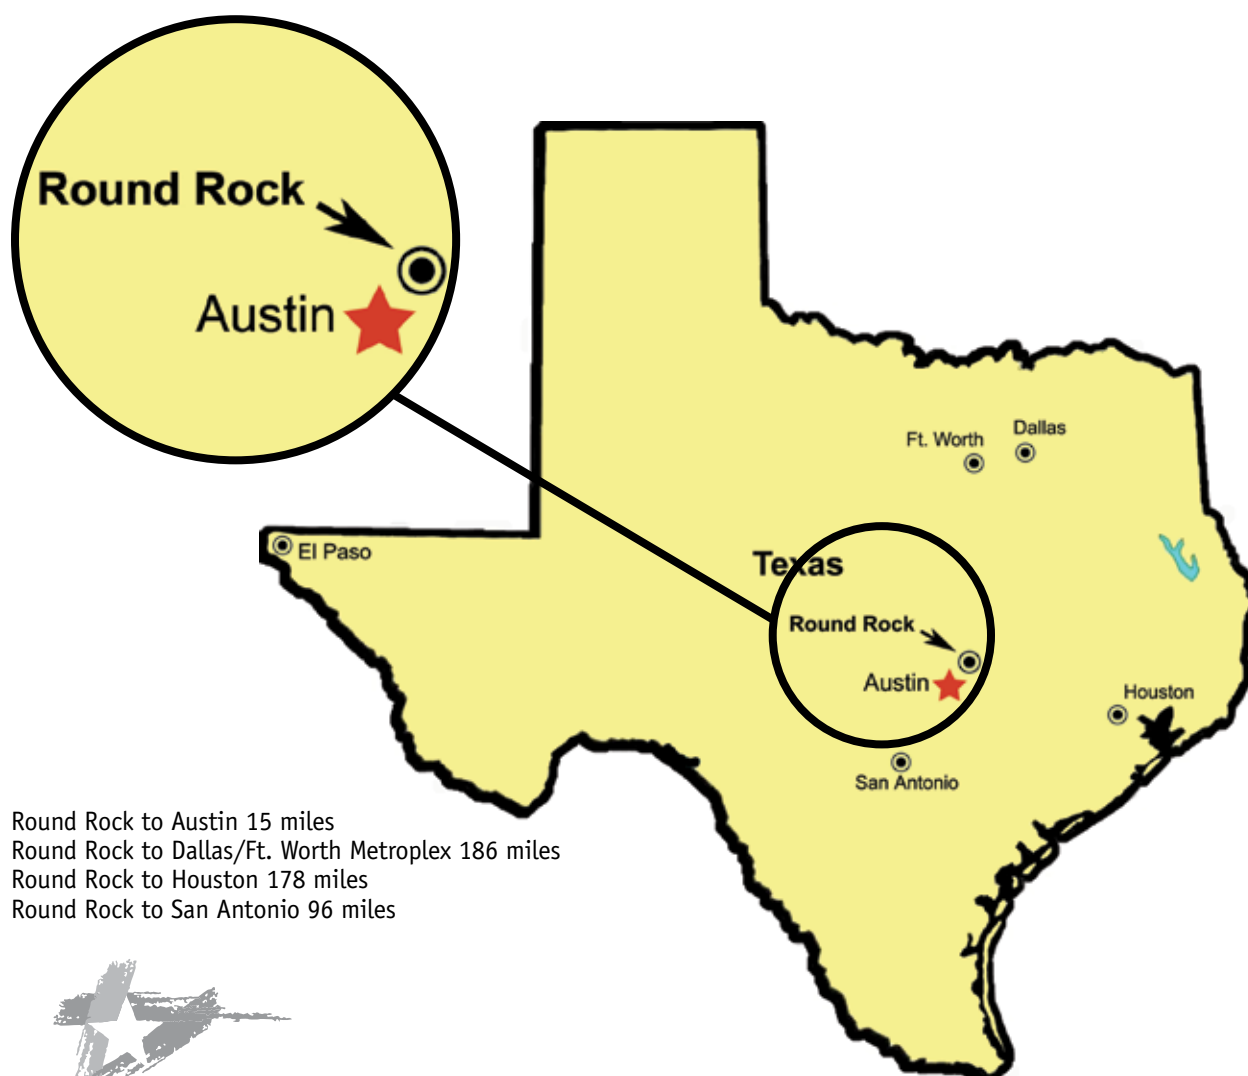 Round Rock
Austin
Ft. Worth
Dallas
El Paso
Texas
Round Rock
Austin
Houston
San Antonio
Round Rock to Austin 15 miles
Round Rock to Dallas/Ft. Worth Metroplex 186 miles
Round Rock to Houston 178 miles
Round Rock to San Antonio 96 miles